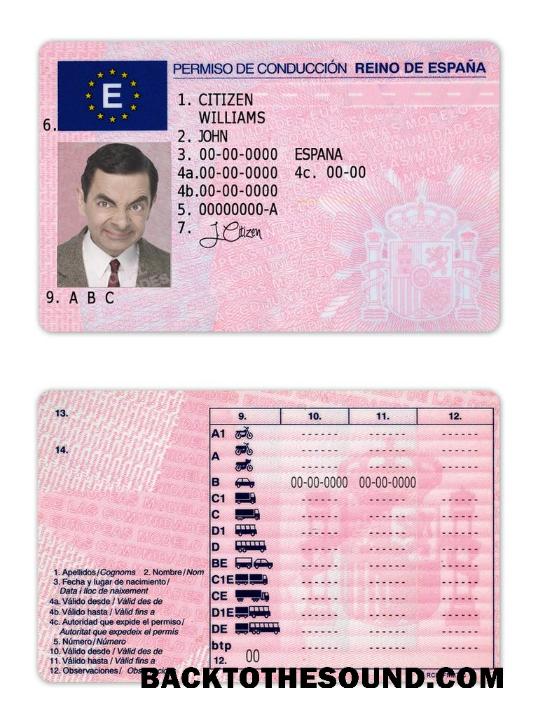 PERMISO DE CONDUCCIÓN REINO DE ESPAÑA
E
6.
1. CITIZEN
WILLIAMS
2. JOHN
3. 00-00-0000 ESPANA
4a.00-00-0000 4c. 00-00
4b.00-00-0000
5. 00000000-A
7. J. Citizen
9. A B C
13.
14.
9. 10. 11. 12.
A1
A
B 00-00-0000 00-00-0000
C1
C
D1
D
BE
C1E
CE
D1E
DE
btp
12. 00
1. Apellidos/Cognoms 2. Nombre/Nom
3. Fecha y lugar de nacimiento/
Data i lloc de naixement
4a. Válido desde / Vàlid des de
4b. Válido hasta / Vàlid fins a
4c. Autoridad que expide el permiso/
Autoritat que expedeix el permís
5. Número/Número
10. Válido desde / Vàlid des de
11. Válido hasta / Vàlid fins a
12. Observaciones/
BACKTOTHESOUND.COM